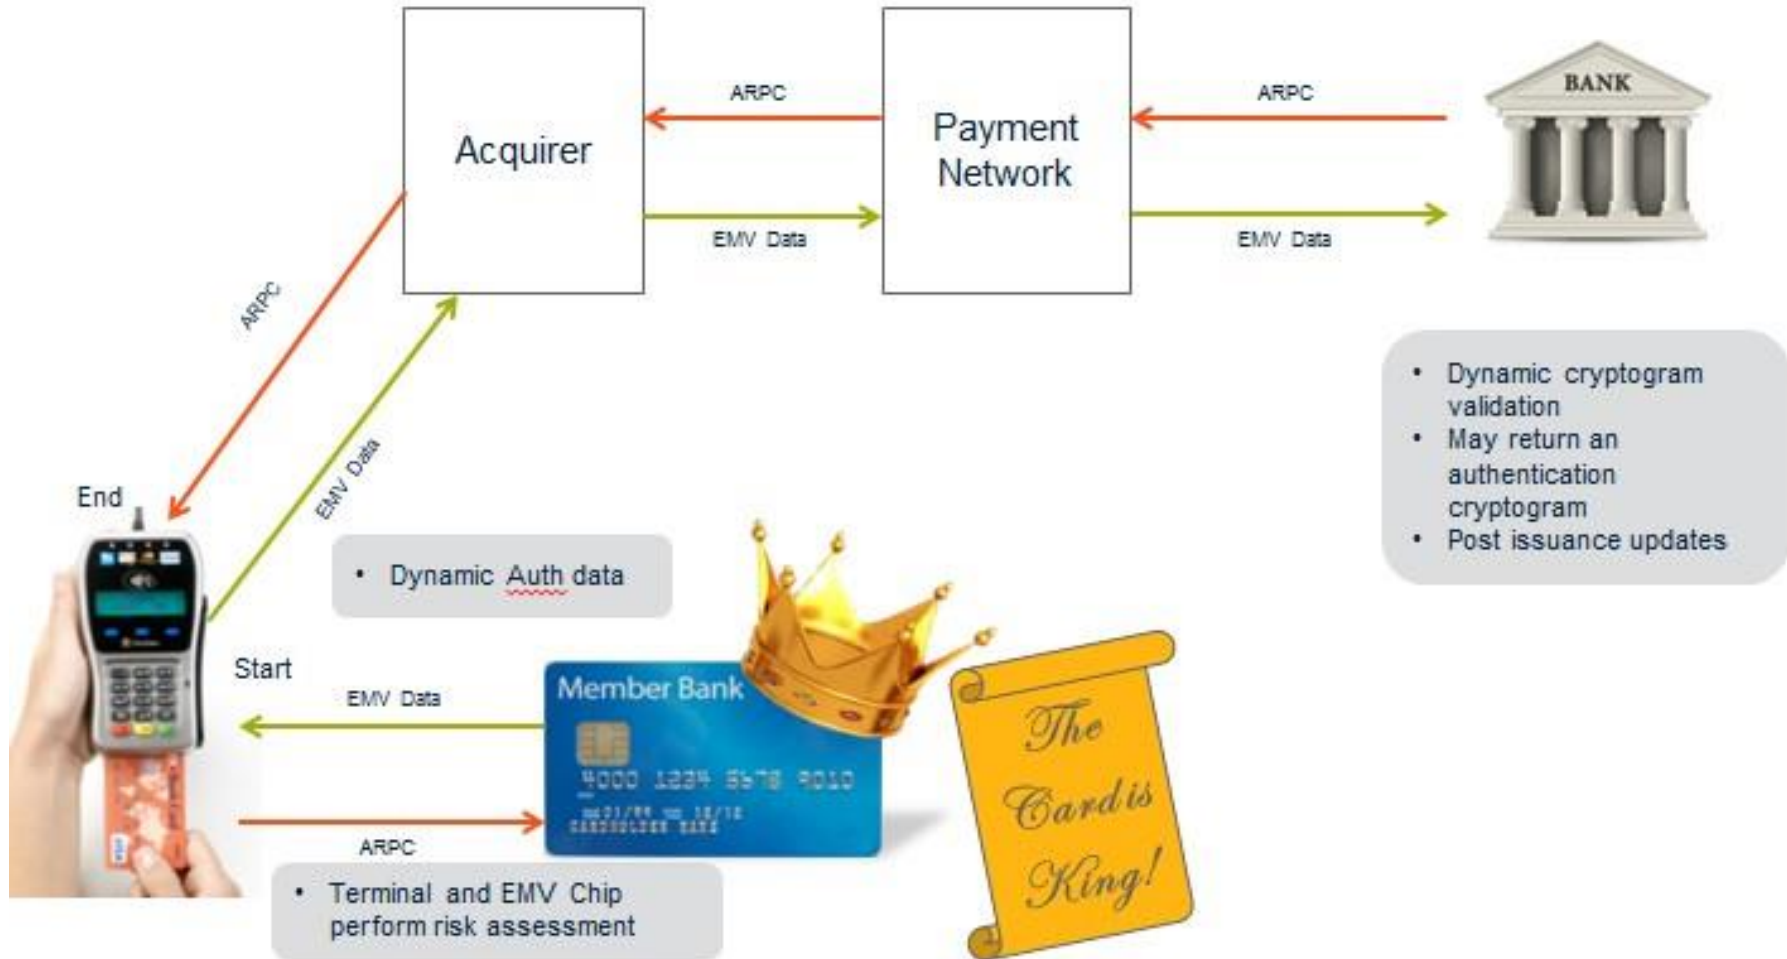 ARPC
ARPC
BANK
Acquirer
Payment
Network
EMV Data
EMV Data
ARPC
EMV Data
• Dynamic cryptogram
validation
• May return an
authentication
cryptogram
• Post issuance updates
End
• Dynamic Auth data
Start
EMV Data
Member Bank
4000 1234 5678 9010
CARDHOLDER NAME
ARPC
VISA
• Terminal and EMV Chip
perform risk assessment
The
Card is
King!